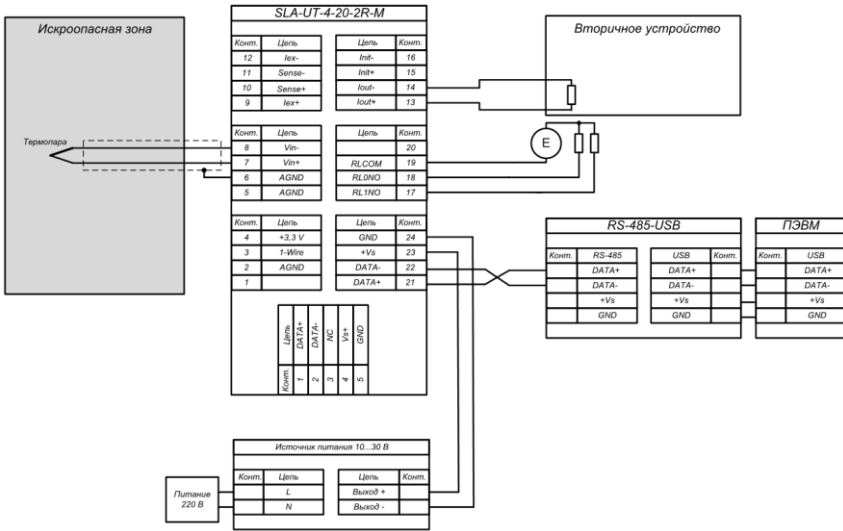 SLA-UT-4-20-2R-M
Искроопасная зона
Вторичное устройство
Конт. Цепь Цепь Конт.
12 Iex- Init- 16
11 Sense- Init+ 15
10 Sense+ Iout- 14
9 Iex+ Iout+ 13
Термопара
Конт. Цепь Цепь Конт.
8 Vin- 20
7 Vin+ RLCOM 19
6 AGND RL0NO 18
5 AGND RL1NO 17
E
Конт. Цепь Цепь Конт.
4 +3,3 V GND 24
3 1-Wire +Vs 23
2 AGND DATA- 22
1 DATA+ 21
RS-485-USB
ПЭВМ
Конт. RS-485 USB Конт. Конт. USB
DATA+ DATA+ DATA+
DATA- DATA- DATA-
+Vs +Vs +Vs
GND GND GND
Цепь DATA+ DATA- NC Vs+ GND
Конт. 1 2 3 4 5
Источник питания 10...30 В
Конт. Цепь Цепь Конт.
L Выход +
N Выход -
Питание
220 В